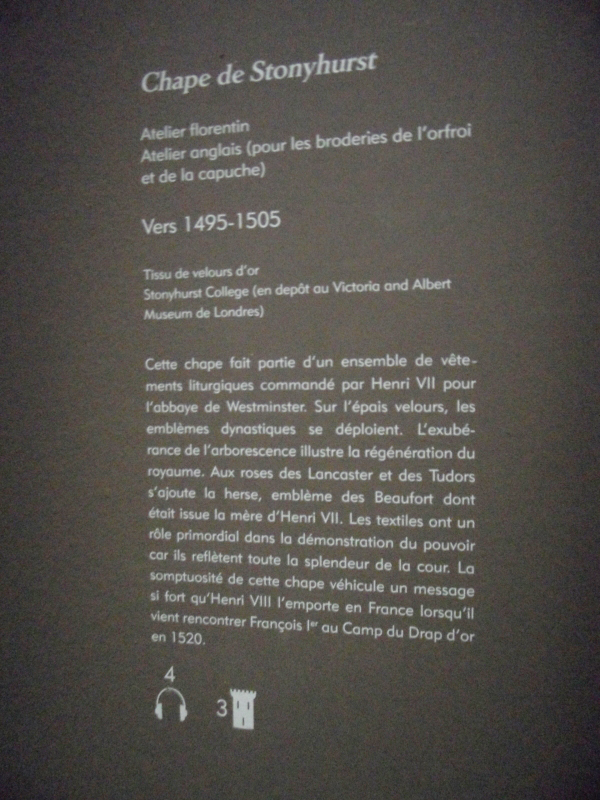 Chape de Stonyhurst
Atelier florentin
Atelier anglais (pour les broderies de l'orfroi
et de la capuche)
Vers 1495-1505
Tissu de velours d'or
Stonyhurst College (en depôt au Victoria and Albert
Museum de Londres)
Cette chape fait partie d'un ensemble de vête-
ments liturgiques commandé par Henri VII pour
l'abbaye de Westminster. Sur l'épais velours, les
emblèmes dynastiques se déploient. L'exubé-
rance de l'arborescence illustre la régénération du
royaume. Aux roses des Lancaster et des Tudors
s'ajoute la herse, emblème des Beaufort dont
était issue la mère d'Henri VII. Les textiles ont un
rôle primordial dans la démonstration du pouvoir
car ils reflètent toute la splendeur de la cour. La
somptuosité de cette chape véhicule un message
si fort qu'Henri VIII l'emporte en France lorsqu'il
vient rencontrer François Ier au Camp du Drap d'or
en 1520.
4
3